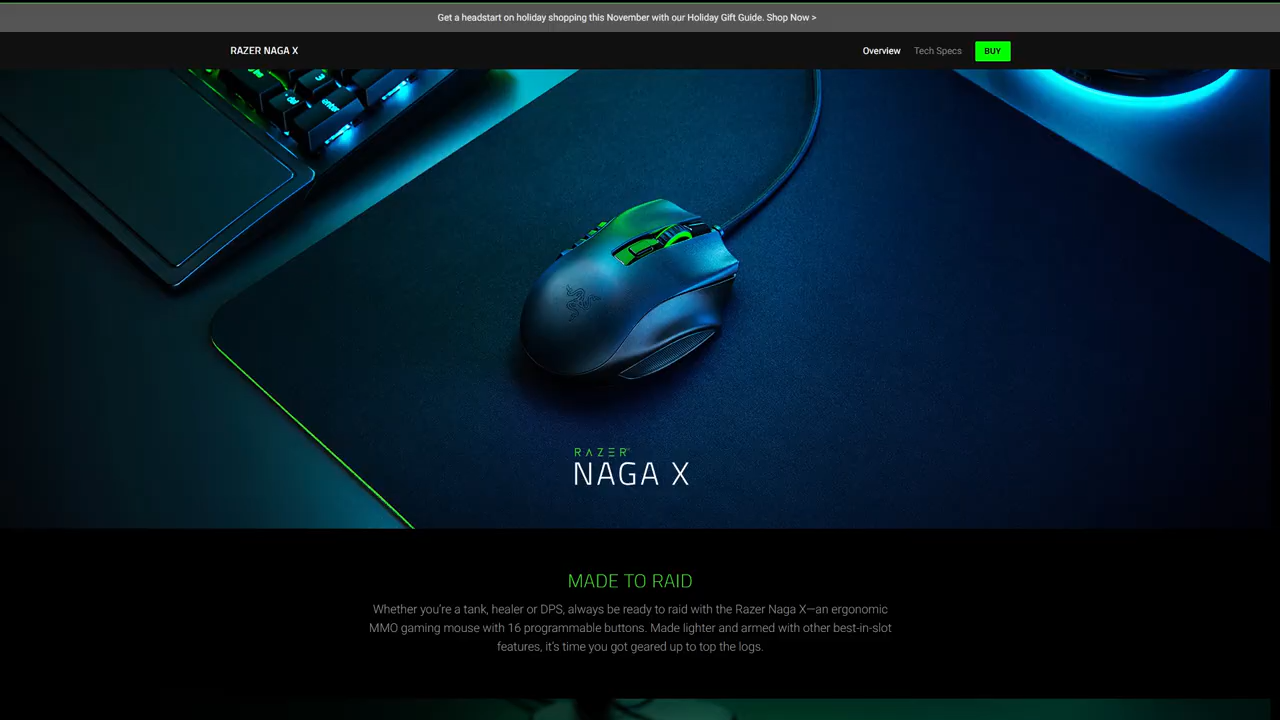 Get a headstart on holiday shopping this November with our Holiday Gift Guide. Shop Now >
RAZER NAGA X
Overview
Tech Specs
BUY
enter
RAZER
NAGA X
MADE TO RAID
Whether you're a tank, healer or DPS, always be ready to raid with the Razer Naga X—an ergonomic
MMO gaming mouse with 16 programmable buttons. Made lighter and armed with other best-in-slot
features, it's time you got geared up to top the logs.